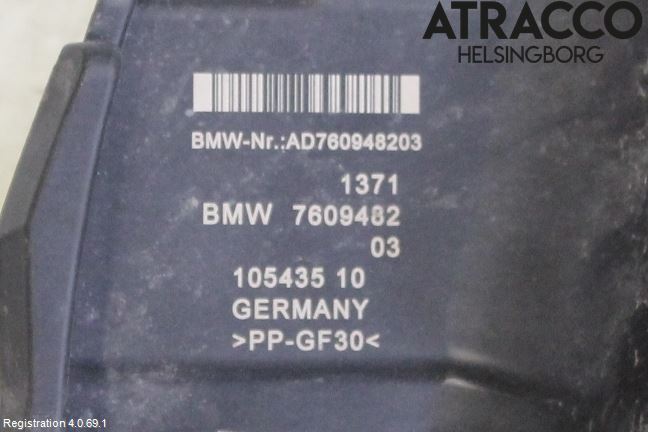 ATRACCO
HELSINGBORG
BMW-Nr.:AD760948203
1371
BMW 7609482
03
105435 10
GERMANY
>PP-GF30<
Registration 4.0.69.1